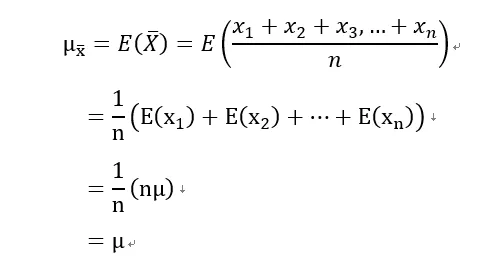 μ_x̄ = E(X̄) = E((x₁ + x₂ + x₃, … + xₙ)/n)↵
= 1/n (E(x₁) + E(x₂) + ⋯ + E(xₙ))↓
= 1/n (nμ)↓
= μ↵